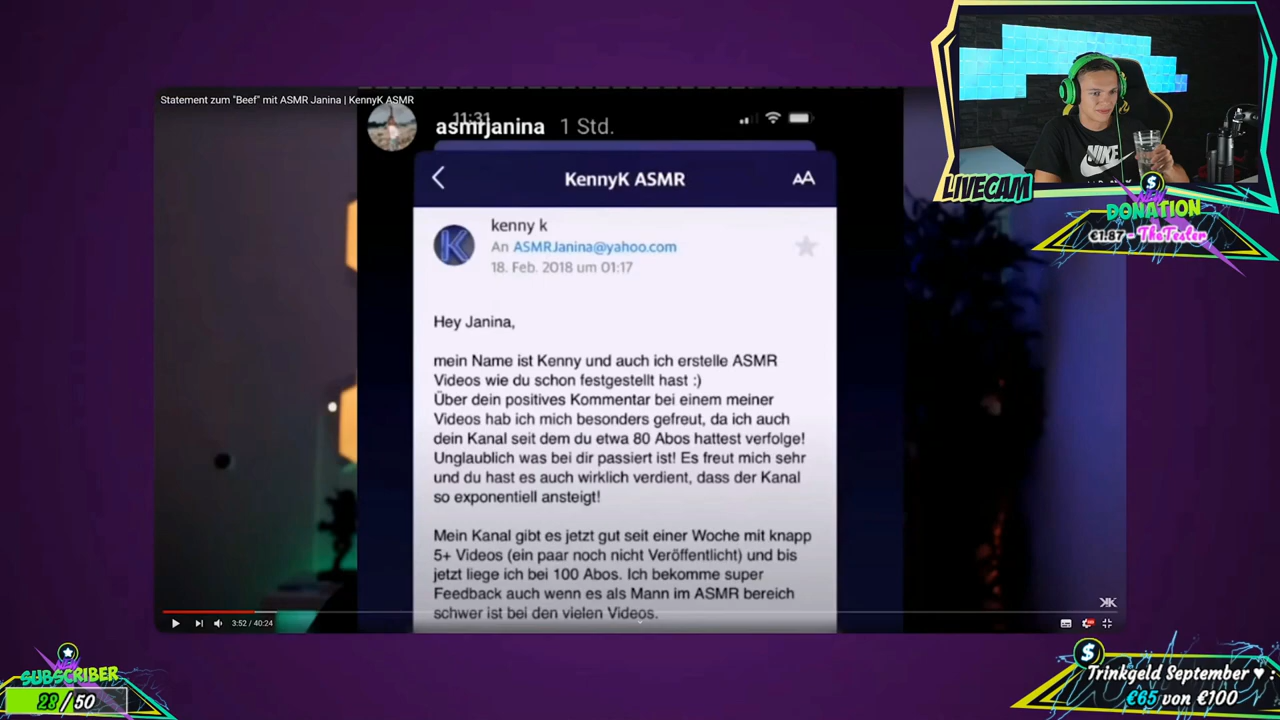 Statement zum "Beef" mit ASMR Janina | KennyK ASMR
11:31
asmrjanina 1 Std.
KennyK ASMR
AA
kenny k
An ASMRJanina@yahoo.com
18. Feb. 2018 um 01:17
Hey Janina,
mein Name ist Kenny und auch ich erstelle ASMR
Videos wie du schon festgestellt hast :)
Über dein positives Kommentar bei einem meiner
Videos hab ich mich besonders gefreut, da ich auch
dein Kanal seit dem du etwa 80 Abos hattest verfolge!
Unglaublich was bei dir passiert ist! Es freut mich sehr
und du hast es auch wirklich verdient, dass der Kanal
so exponentiell ansteigt!
Mein Kanal gibt es jetzt gut seit einer Woche mit knapp
5+ Videos (ein paar noch nicht Veröffentlicht) und bis
jetzt liege ich bei 100 Abos. Ich bekomme super
Feedback auch wenn es als Mann im ASMR bereich
schwer ist bei den vielen Videos.
3:52 / 40:24
KK
NIKE
LIVECAM
$
NEW
DONATION
€1.87 - TheTester
NEW
SUBSCRIBER
23 / 50
$
Trinkgeld September ♥ :
€65 von €100